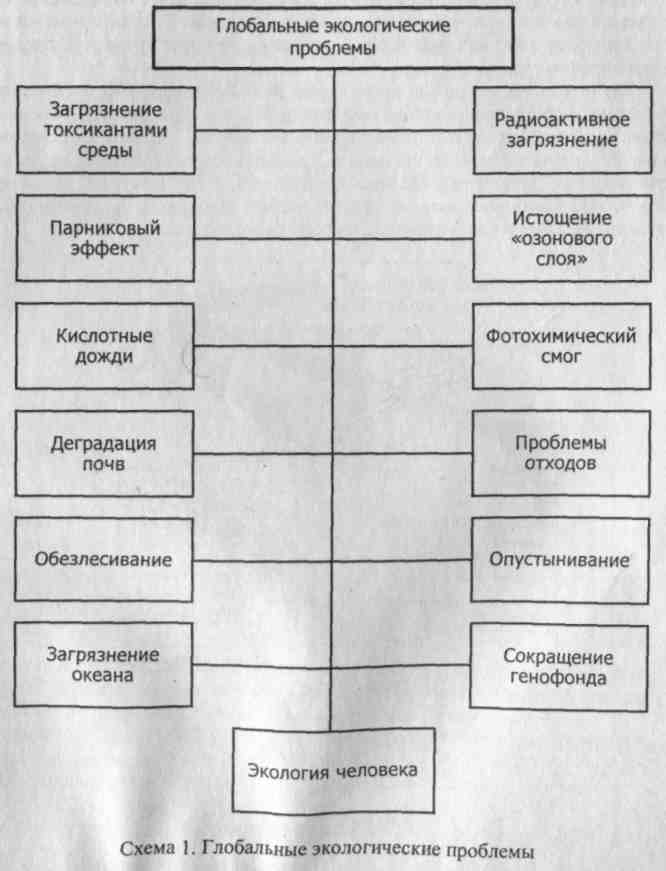 Глобальные экологические
проблемы
Загрязнение
токсикантами
среды
Радиоактивное
загрязнение
Парниковый
эффект
Истощение
«озонового
слоя»
Кислотные
дожди
Фотохимический
смог
Деградация
почв
Проблемы
отходов
Обезлесивание
Опустынивание
Загрязнение
океана
Сокращение
генофонда
Экология человека
Схема 1. Глобальные экологические проблемы